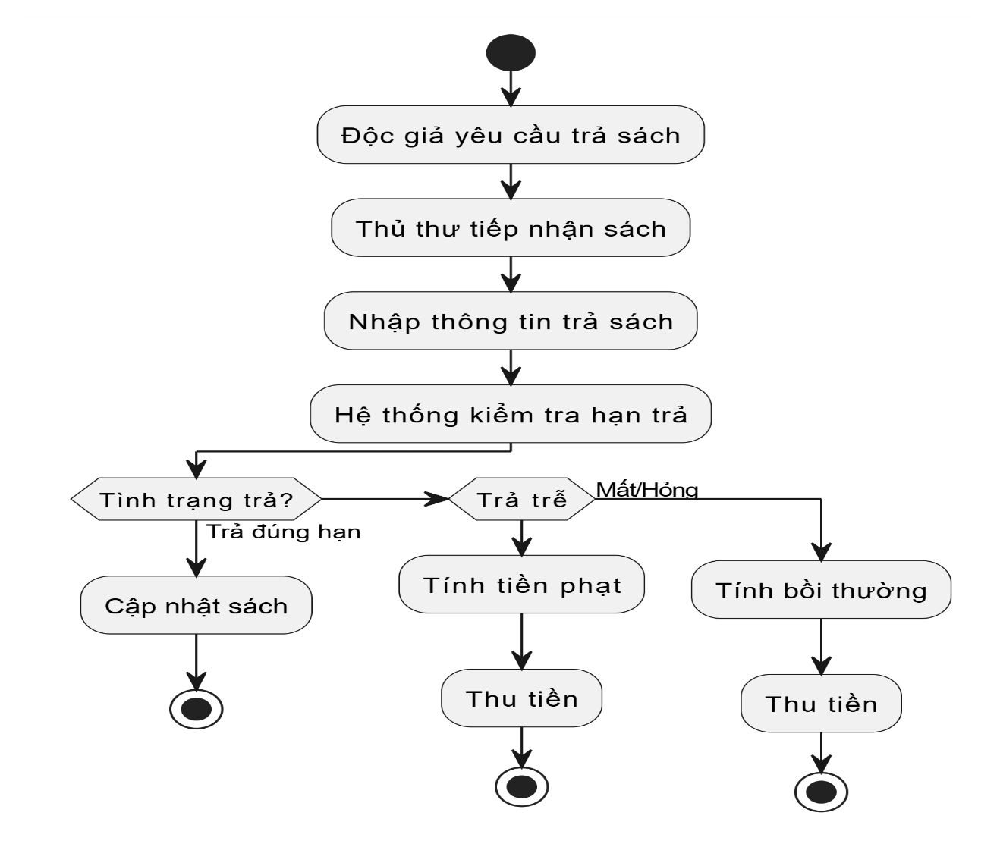 Độc giả yêu cầu trả sách
Thủ thư tiếp nhận sách
Nhập thông tin trả sách
Hệ thống kiểm tra hạn trả
Tình trạng trả?
Trả trễ
Mất/Hỏng
Trả đúng hạn
Cập nhật sách
Tính tiền phạt
Tính bồi thường
Thu tiền
Thu tiền